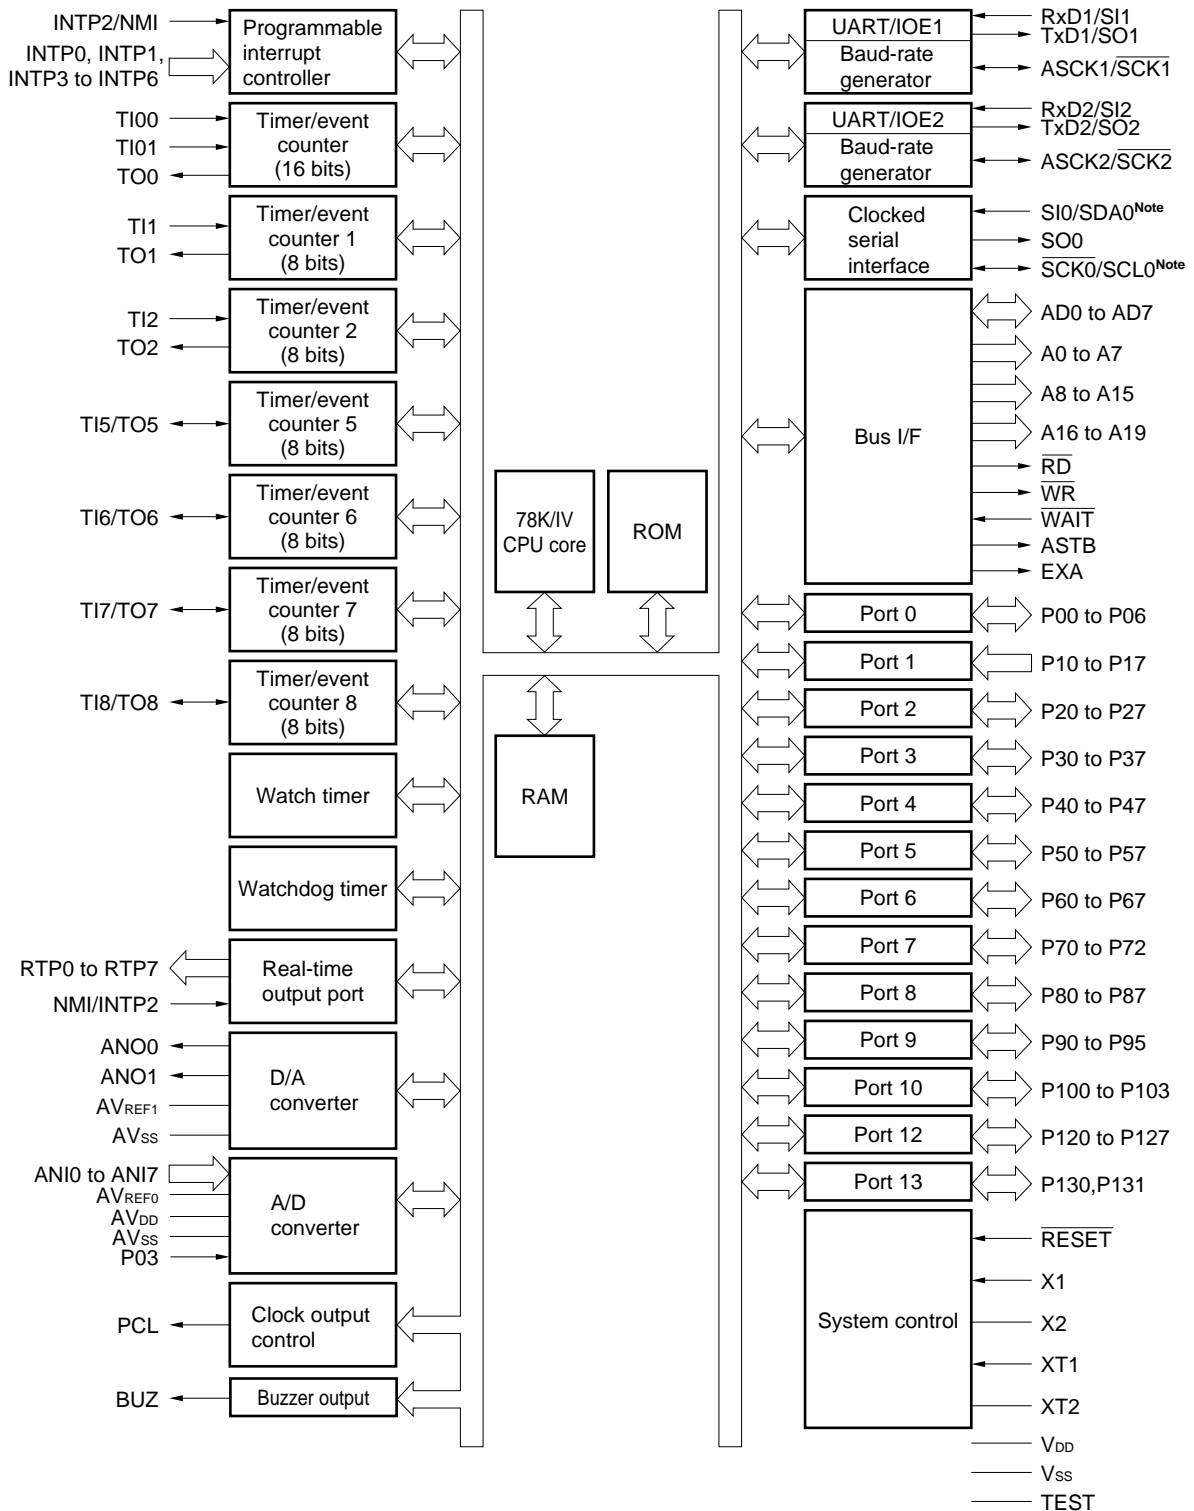 INTP2/NMI
INTP0, INTP1,
INTP3 to INTP6
Programmable
interrupt
controller
TI00
TI01
TO0
Timer/event
counter
(16 bits)
TI1
TO1
Timer/event
counter 1
(8 bits)
TI2
TO2
Timer/event
counter 2
(8 bits)
TI5/TO5
Timer/event
counter 5
(8 bits)
TI6/TO6
Timer/event
counter 6
(8 bits)
TI7/TO7
Timer/event
counter 7
(8 bits)
TI8/TO8
Timer/event
counter 8
(8 bits)
Watch timer
Watchdog timer
RTP0 to RTP7
NMI/INTP2
Real-time
output port
ANO0
ANO1
AVREF1
AVSS
D/A
converter
ANI0 to ANI7
AVREF0
AVDD
AVSS
P03
A/D
converter
PCL
Clock output
control
BUZ
Buzzer output
78K/IV
CPU core
ROM
RAM
UART/IOE1
Baud-rate
generator
RxD1/SI1
TxD1/SO1
ASCK1/S̅C̅K̅1̅
UART/IOE2
Baud-rate
generator
RxD2/SI2
TxD2/SO2
ASCK2/S̅C̅K̅2̅
Clocked
serial
interface
SI0/SDA0Note
SO0
S̅C̅K̅0̅/SCL0Note
Bus I/F
AD0 to AD7
A0 to A7
A8 to A15
A16 to A19
R̅D̅
W̅R̅
W̅A̅I̅T̅
ASTB
EXA
Port 0
P00 to P06
Port 1
P10 to P17
Port 2
P20 to P27
Port 3
P30 to P37
Port 4
P40 to P47
Port 5
P50 to P57
Port 6
P60 to P67
Port 7
P70 to P72
Port 8
P80 to P87
Port 9
P90 to P95
Port 10
P100 to P103
Port 12
P120 to P127
Port 13
P130,P131
System control
R̅E̅S̅E̅T̅
X1
X2
XT1
XT2
VDD
VSS
TEST